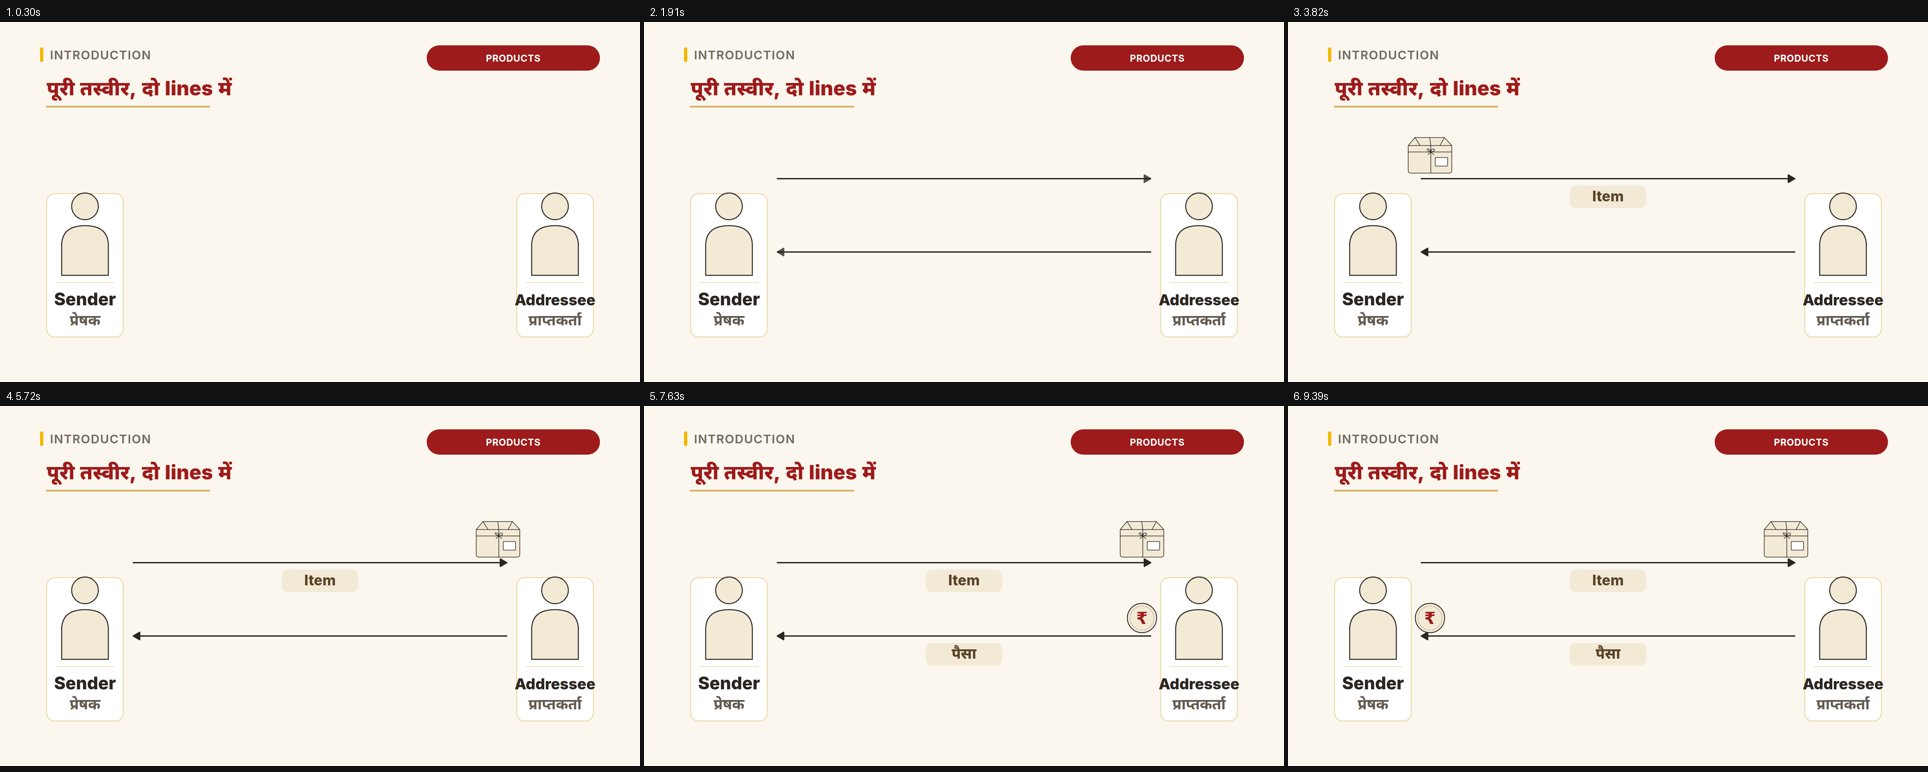 1. 0.30s
INTRODUCTION
PRODUCTS
पूरी तस्वीर, दो lines में
Sender
प्रेषक
Addressee
प्राप्तकर्ता
2. 1.91s
INTRODUCTION
PRODUCTS
पूरी तस्वीर, दो lines में
Sender
प्रेषक
Addressee
प्राप्तकर्ता
3. 3.82s
INTRODUCTION
PRODUCTS
पूरी तस्वीर, दो lines में
Item
Sender
प्रेषक
Addressee
प्राप्तकर्ता
4. 5.72s
INTRODUCTION
PRODUCTS
पूरी तस्वीर, दो lines में
Item
Sender
प्रेषक
Addressee
प्राप्तकर्ता
5. 7.63s
INTRODUCTION
PRODUCTS
पूरी तस्वीर, दो lines में
Item
₹
पैसा
Sender
प्रेषक
Addressee
प्राप्तकर्ता
6. 9.39s
INTRODUCTION
PRODUCTS
पूरी तस्वीर, दो lines में
Item
₹
पैसा
Sender
प्रेषक
Addressee
प्राप्तकर्ता